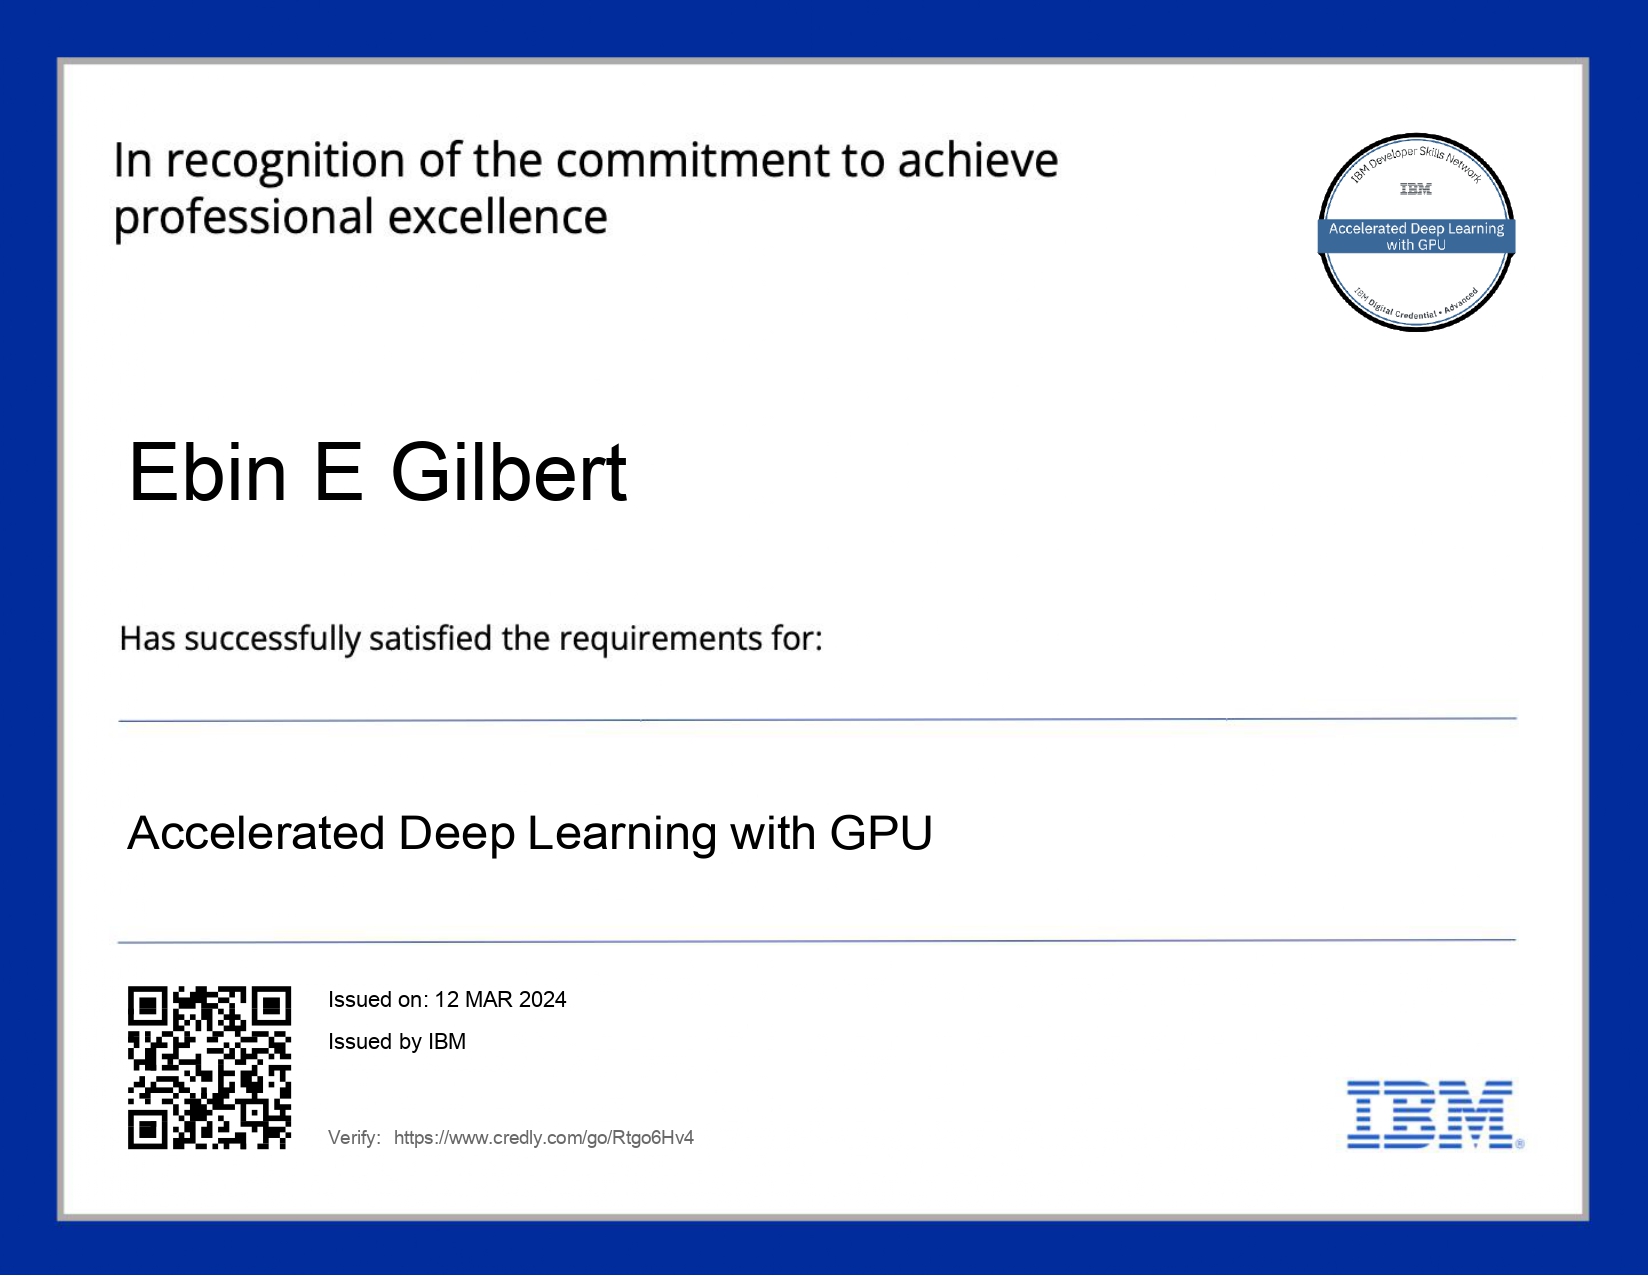 In recognition of the commitment to achieve
professional excellence
IBM Developer Skills Network
IBM
Accelerated Deep Learning
with GPU
IBM Digital Credential • Advanced
Ebin E Gilbert
Has successfully satisfied the requirements for:
Accelerated Deep Learning with GPU
Issued on: 12 MAR 2024
Issued by IBM
Verify: https://www.credly.com/go/Rtgo6Hv4
IBM®